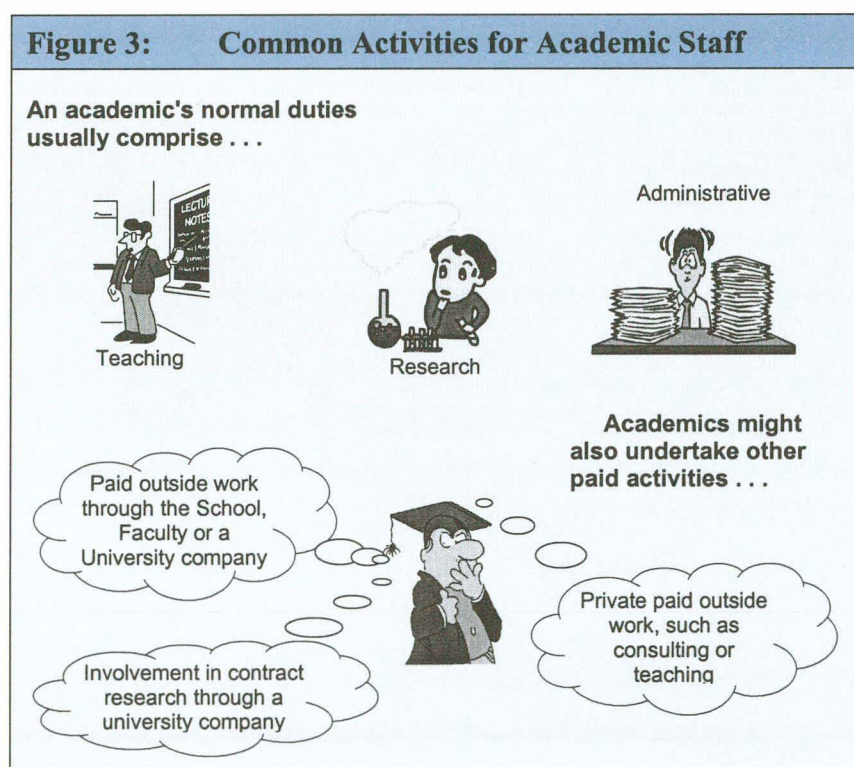 Figure 3: Common Activities for Academic Staff
An academic's normal duties
usually comprise . . .
LECTUR
NOTES
Teaching
Research
Administrative
Academics might
also undertake other
paid activities . . .
Paid outside work
through the School,
Faculty or a
University company
Private paid outside
work, such as
consulting or
teaching
Involvement in contract
research through a
university company